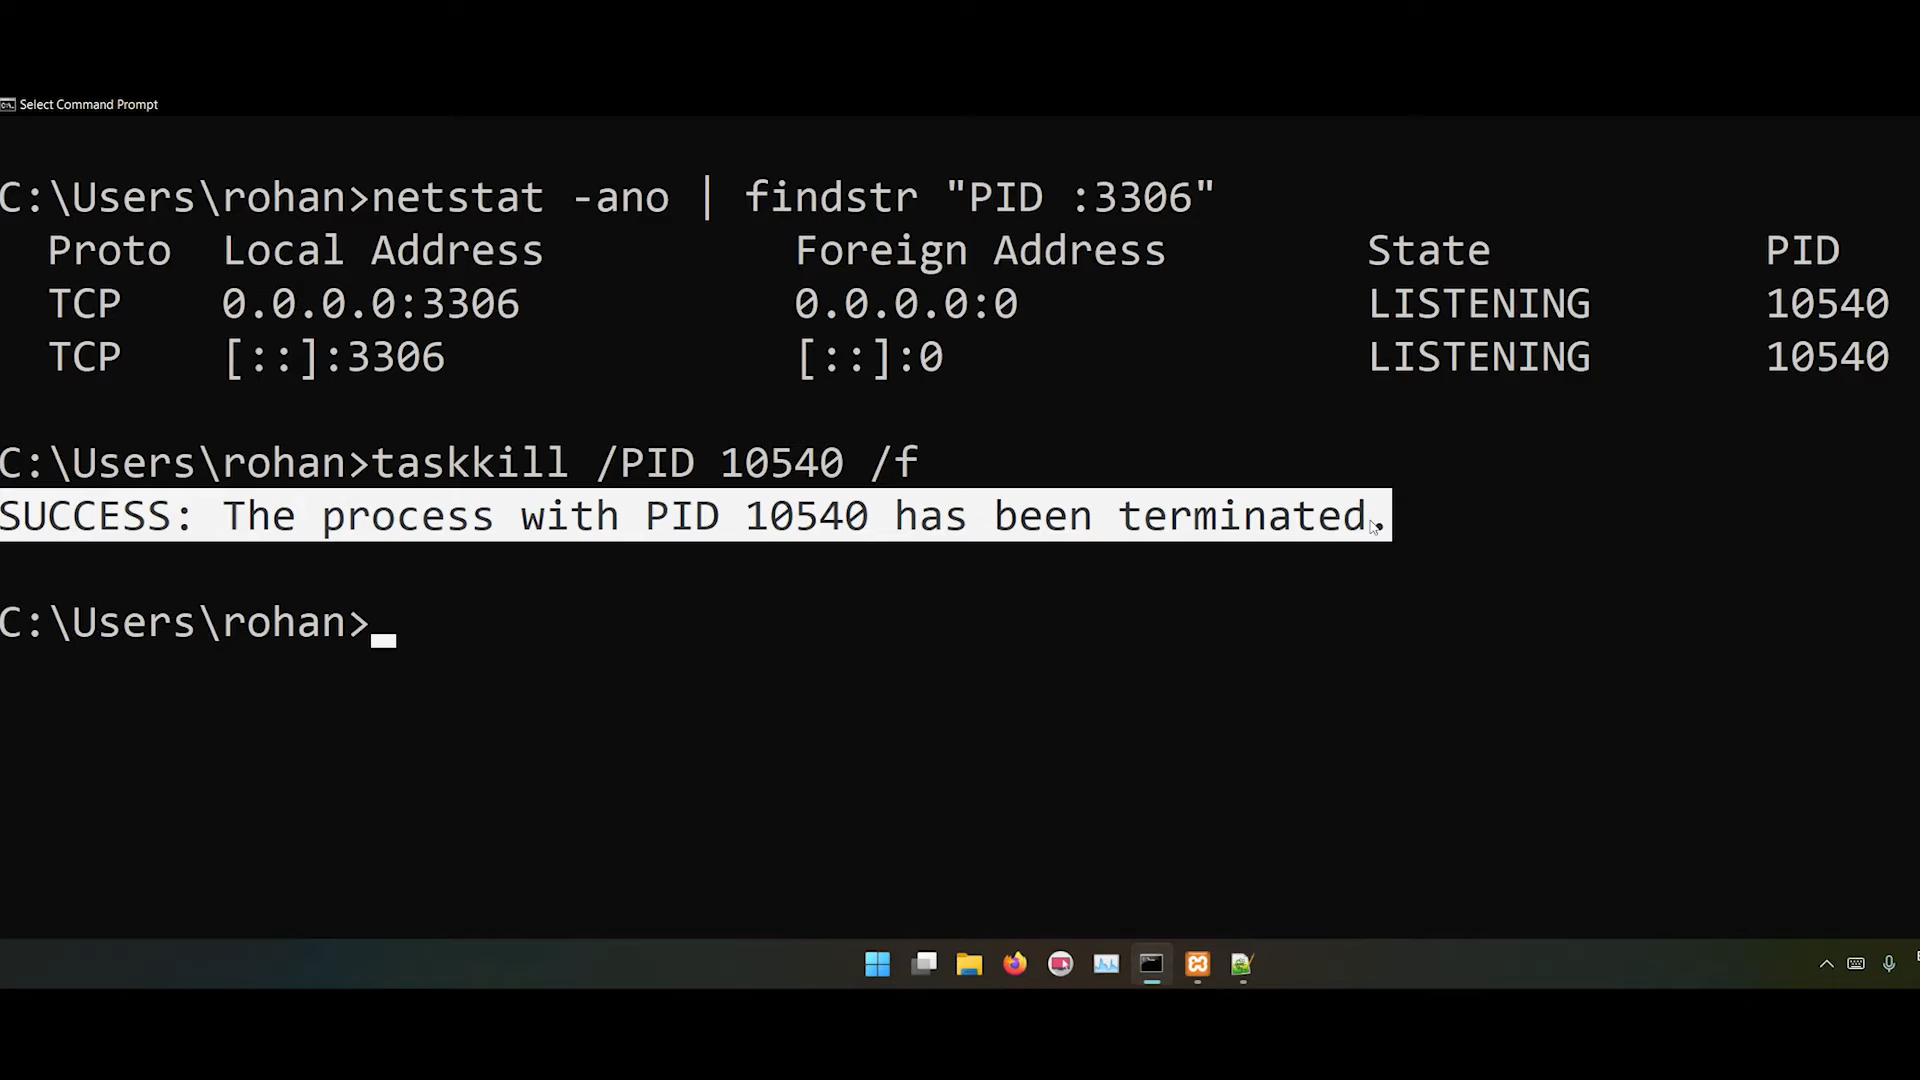 Select Command Prompt
C:\Users\rohan>netstat -ano | findstr "PID :3306"
Proto Local Address Foreign Address State PID
TCP 0.0.0.0:3306 0.0.0.0:0 LISTENING 10540
TCP [::]:3306 [::]:0 LISTENING 10540
C:\Users\rohan>taskkill /PID 10540 /f
SUCCESS: The process with PID 10540 has been terminated.
C:\Users\rohan>